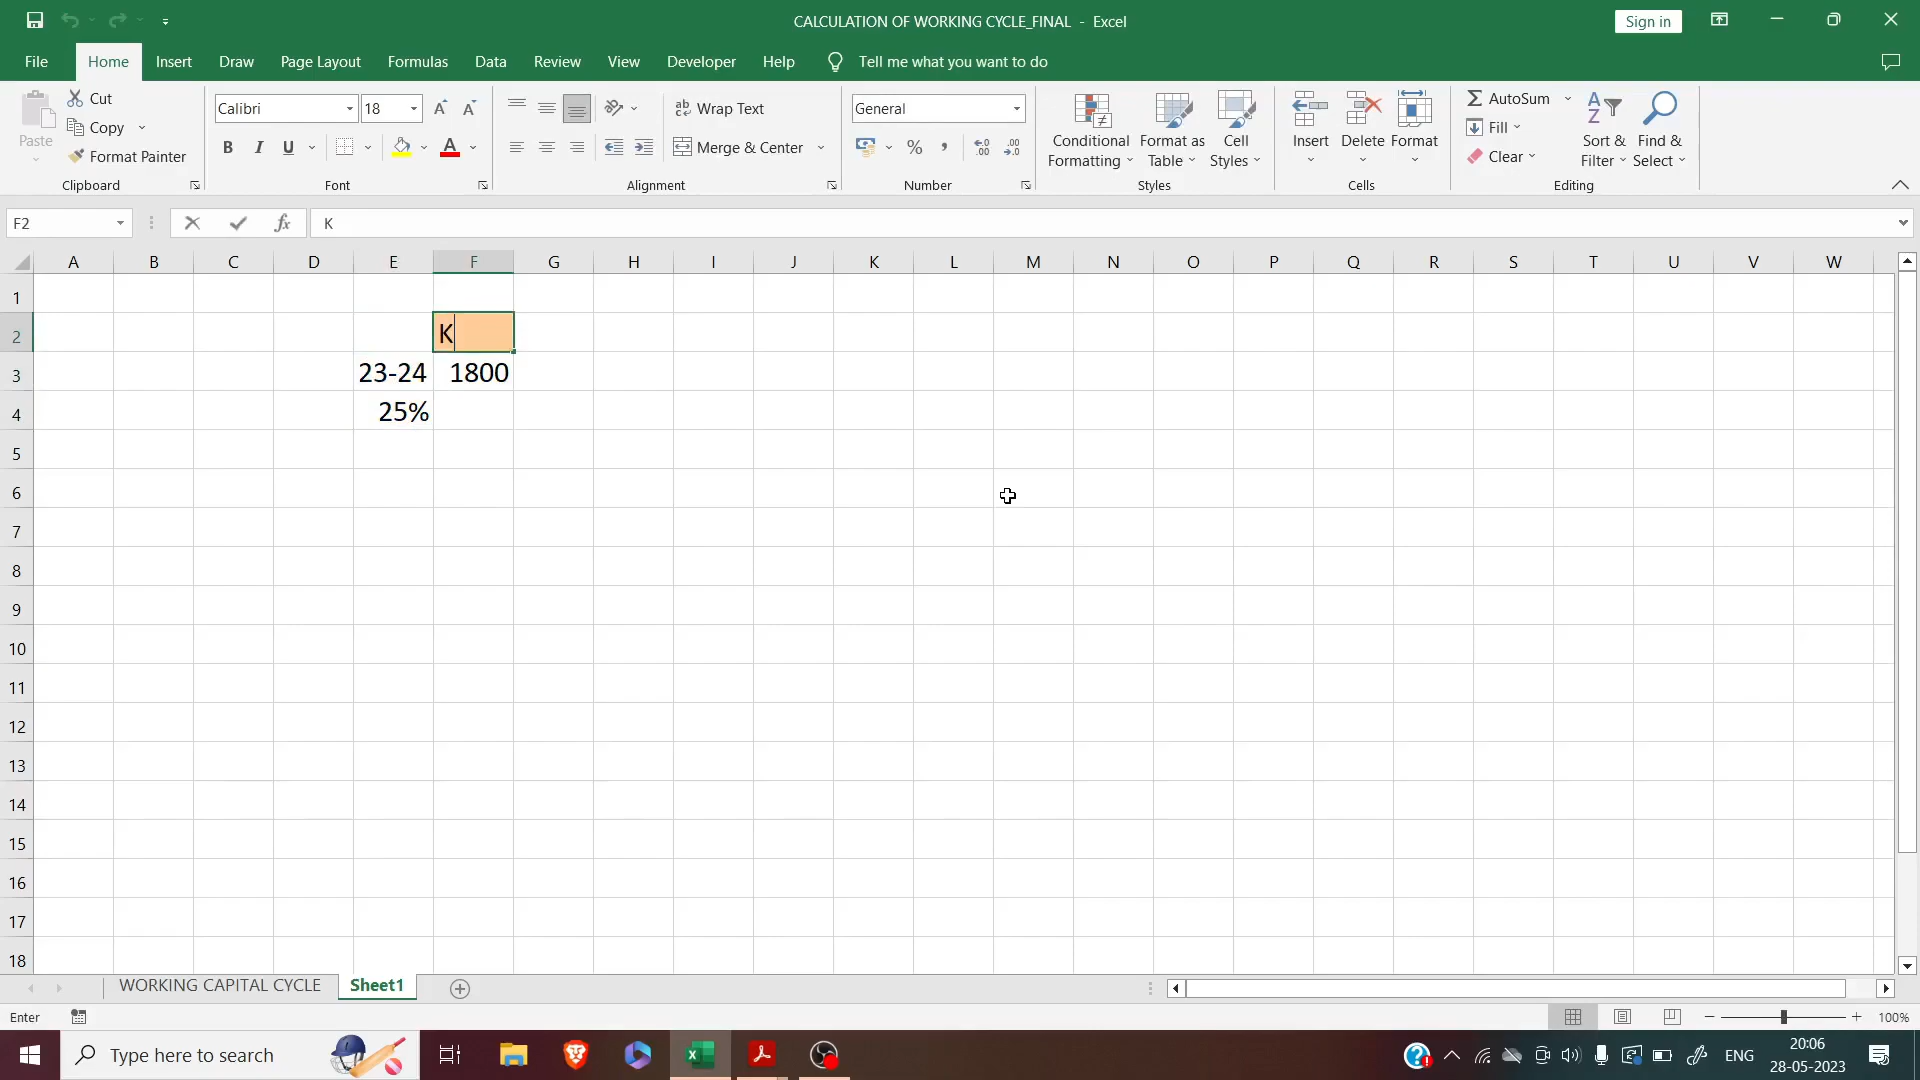 CALCULATION OF WORKING CYCLE_FINAL - Excel
Sign in
File Home Insert Draw Page Layout Formulas Data Review View Developer Help Tell me what you want to do
Paste
Cut
Copy
Format Painter
Clipboard
Calibri 18
B I U
Font
Wrap Text
Merge & Center
Alignment
General
Number
Conditional Formatting
Format as Table
Cell Styles
Styles
Insert
Delete
Format
Cells
AutoSum
Fill
Clear
Sort & Filter
Find & Select
Editing
F2 fx K
A B C D E F G H I J K L M N O P Q R S T U V W
1
2 K
3 23-24 1800
4 25%
5
6
7
8
9
10
11
12
13
14
15
16
17
18
WORKING CAPITAL CYCLE Sheet1
Enter 100%
Type here to search
ENG
20:06
28-05-2023